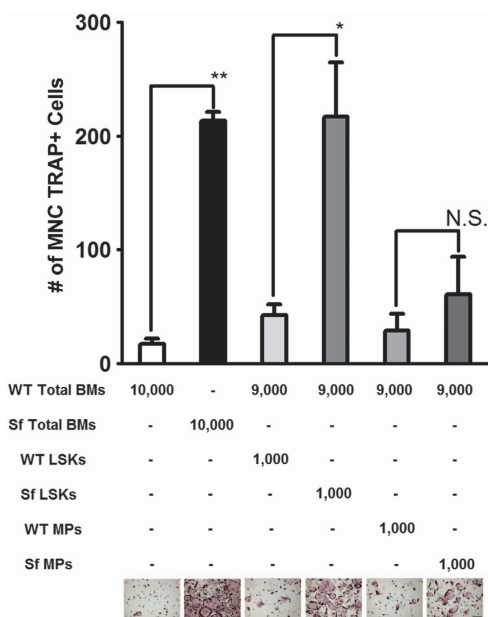 300
**
*
200
# of MNC TRAP+ Cells
N.S.
100
0
WT Total BMs 10,000 - 9,000 9,000 9,000 9,000
Sf Total BMs - 10,000 - - - -
WT LSKs - - 1,000 - - -
Sf LSKs - - - 1,000 - -
WT MPs - - - - 1,000 -
Sf MPs - - - - - 1,000